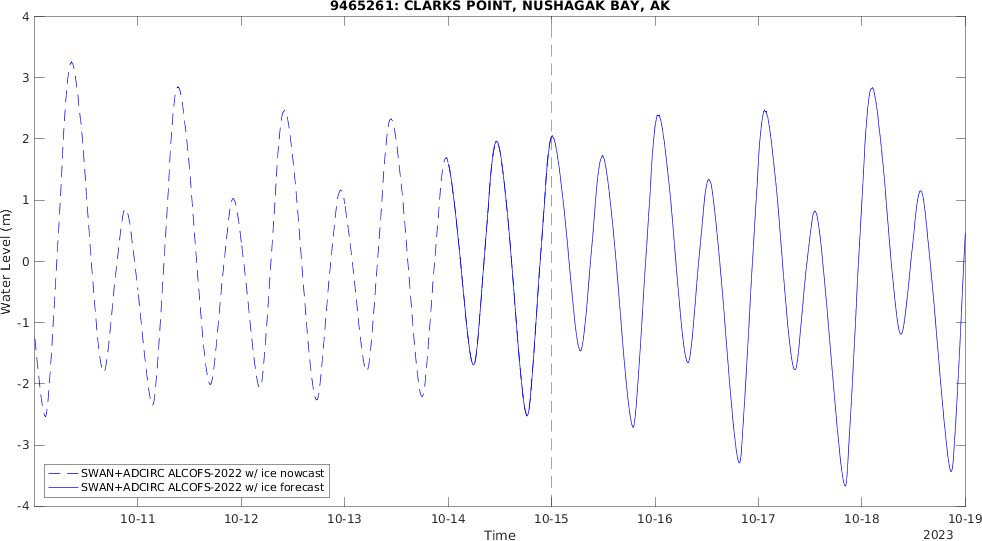 9465261: CLARKS POINT, NUSHAGAK BAY, AK
4
3
2
1
0
-1
-2
-3
-4
Water Level (m)
SWAN+ADCIRC ALCOFS-2022 w/ ice nowcast
SWAN+ADCIRC ALCOFS-2022 w/ ice forecast
10-11 10-12 10-13 10-14 10-15 10-16 10-17 10-18 10-19
Time
2023